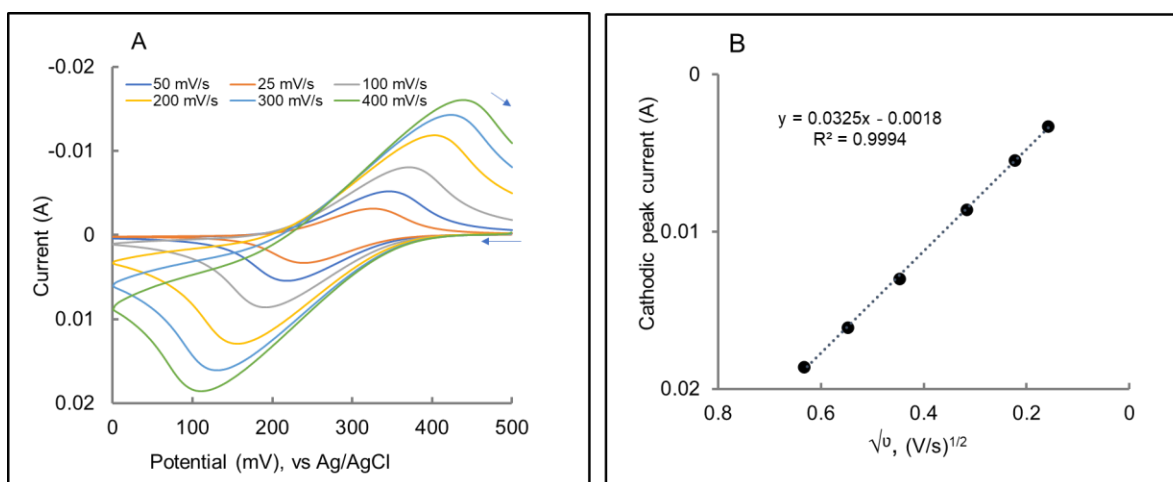 A
-0.02
-0.01
0
0.01
0.02
Current (A)
50 mV/s 25 mV/s 100 mV/s
200 mV/s 300 mV/s 400 mV/s
0 100 200 300 400 500
Potential (mV), vs Ag/AgCl
B
0
0.01
0.02
Cathodic peak current (A)
y = 0.0325x - 0.0018
R² = 0.9994
0.8 0.6 0.4 0.2 0
√υ, (V/s)¹/²